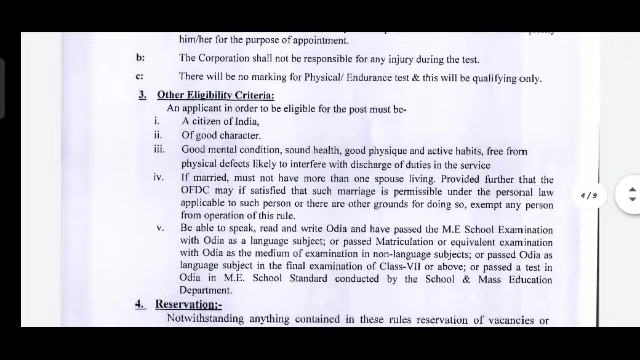 him/her for the purpose of appointment.
b: The Corporation shall not be responsible for any injury during the test.
c: There will be no marking for Physical/ Endurance test & this will be qualifying only.
3. Other Eligibility Criteria:
An applicant in order to be eligible for the post must be-
i. A citizen of India,
ii. Of good character.
iii. Good mental condition, sound health, good physique and active habits, free from
physical defects likely to interfere with discharge of duties in the service
iv. If married, must not have more than one spouse living. Provided further that the
OFDC may if satisfied that such marriage is permissible under the personal law
applicable to such person or there are other grounds for doing so, exempt any person
from operation of this rule.
v. Be able to speak, read and write Odia and have passed the M.E School Examination
with Odia as a language subject; or passed Matriculation or equivalent examination
with Odia as the medium of examination in non-language subjects; or passed Odia as
language subject in the final examination of Class-VII or above; or passed a test in
Odia in M.E. School Standard conducted by the School & Mass Education
Department.
4. Reservation:-
Notwithstanding anything contained in these rules reservation of vacancies or
4/9